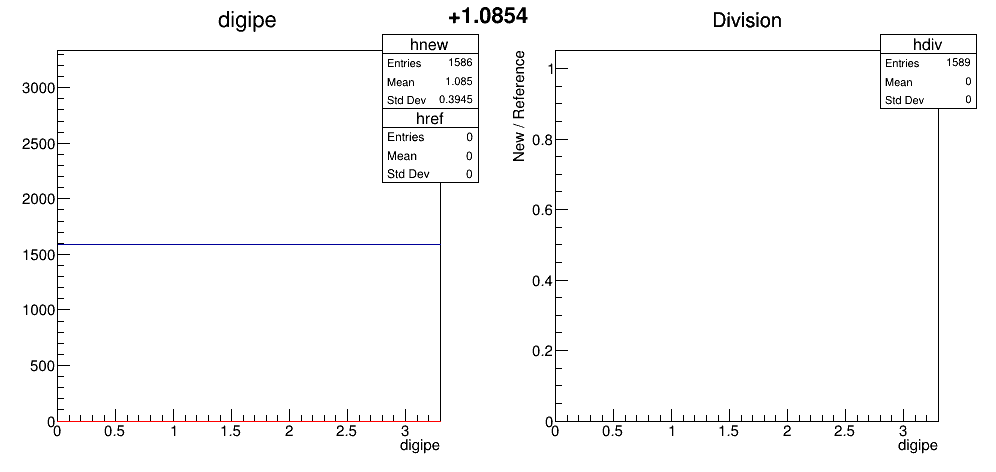 +1.0854
digipe
hnew
Entries 1586
Mean 1.085
Std Dev 0.3945
href
Entries 0
Mean 0
Std Dev 0
3000
2500
2000
1500
1000
500
0
0 0.5 1 1.5 2 2.5 3
digipe
Division
hdiv
Entries 1589
Mean 0
Std Dev 0
New / Reference
1
0.8
0.6
0.4
0.2
0
0 0.5 1 1.5 2 2.5 3
digipe